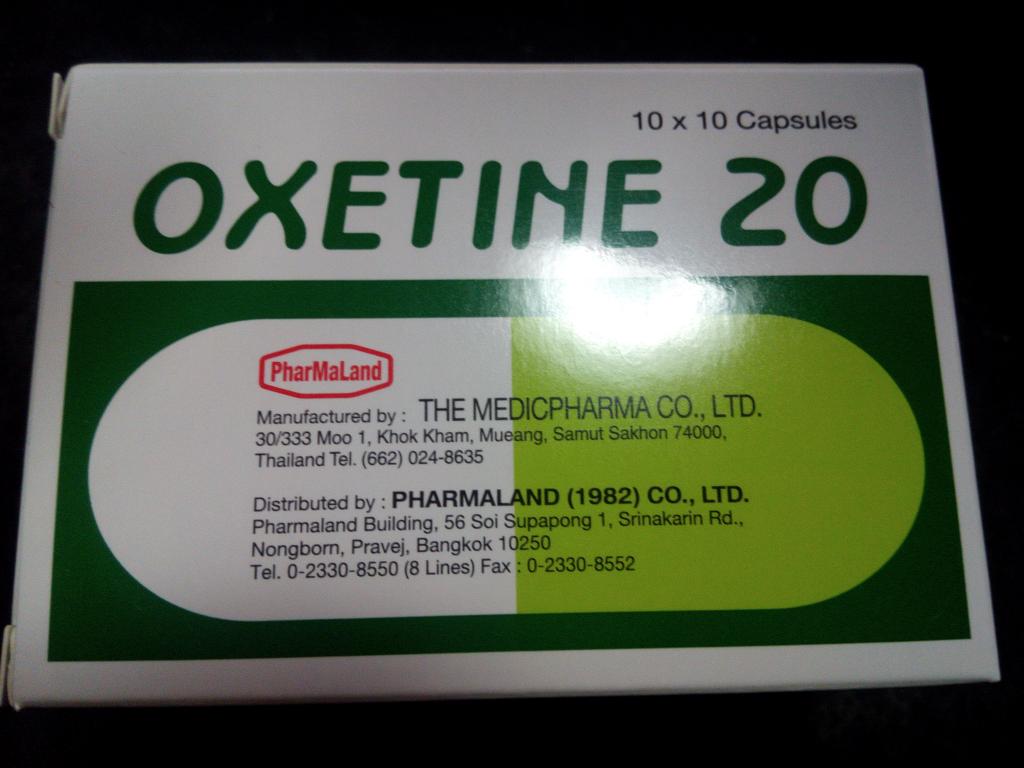 10 x 10 Capsules
OXETINE 20
PharMaLand
Manufactured by : THE MEDICPHARMA CO., LTD.
30/333 Moo 1, Khok Kham, Mueang, Samut Sakhon 74000,
Thailand Tel. (662) 024-8635
Distributed by : PHARMALAND (1982) CO., LTD.
Pharmaland Building, 56 Soi Supapong 1, Srinakarin Rd.,
Nongborn, Pravej, Bangkok 10250
Tel. 0-2330-8550 (8 Lines) Fax : 0-2330-8552